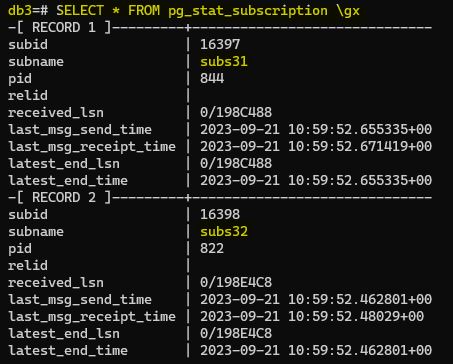 db3=# SELECT * FROM pg_stat_subscription \gx
-[ RECORD 1 ]---------+------------------------------
subid                 | 16397
subname               | subs31
pid                   | 844
relid                 |
received_lsn          | 0/198C488
last_msg_send_time    | 2023-09-21 10:59:52.655335+00
last_msg_receipt_time | 2023-09-21 10:59:52.671419+00
latest_end_lsn        | 0/198C488
latest_end_time       | 2023-09-21 10:59:52.655335+00
-[ RECORD 2 ]---------+------------------------------
subid                 | 16398
subname               | subs32
pid                   | 822
relid                 |
received_lsn          | 0/198E4C8
last_msg_send_time    | 2023-09-21 10:59:52.462801+00
last_msg_receipt_time | 2023-09-21 10:59:52.48029+00
latest_end_lsn        | 0/198E4C8
latest_end_time       | 2023-09-21 10:59:52.462801+00